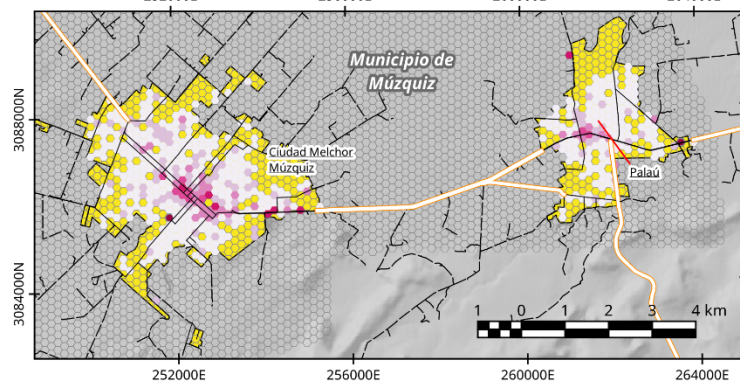 Municipio de
Múzquiz
3088000N
Ciudad Melchor
Múzquiz
Palaú
3084000N
1 0 1 2 3 4 km
252000E 256000E 260000E 264000E